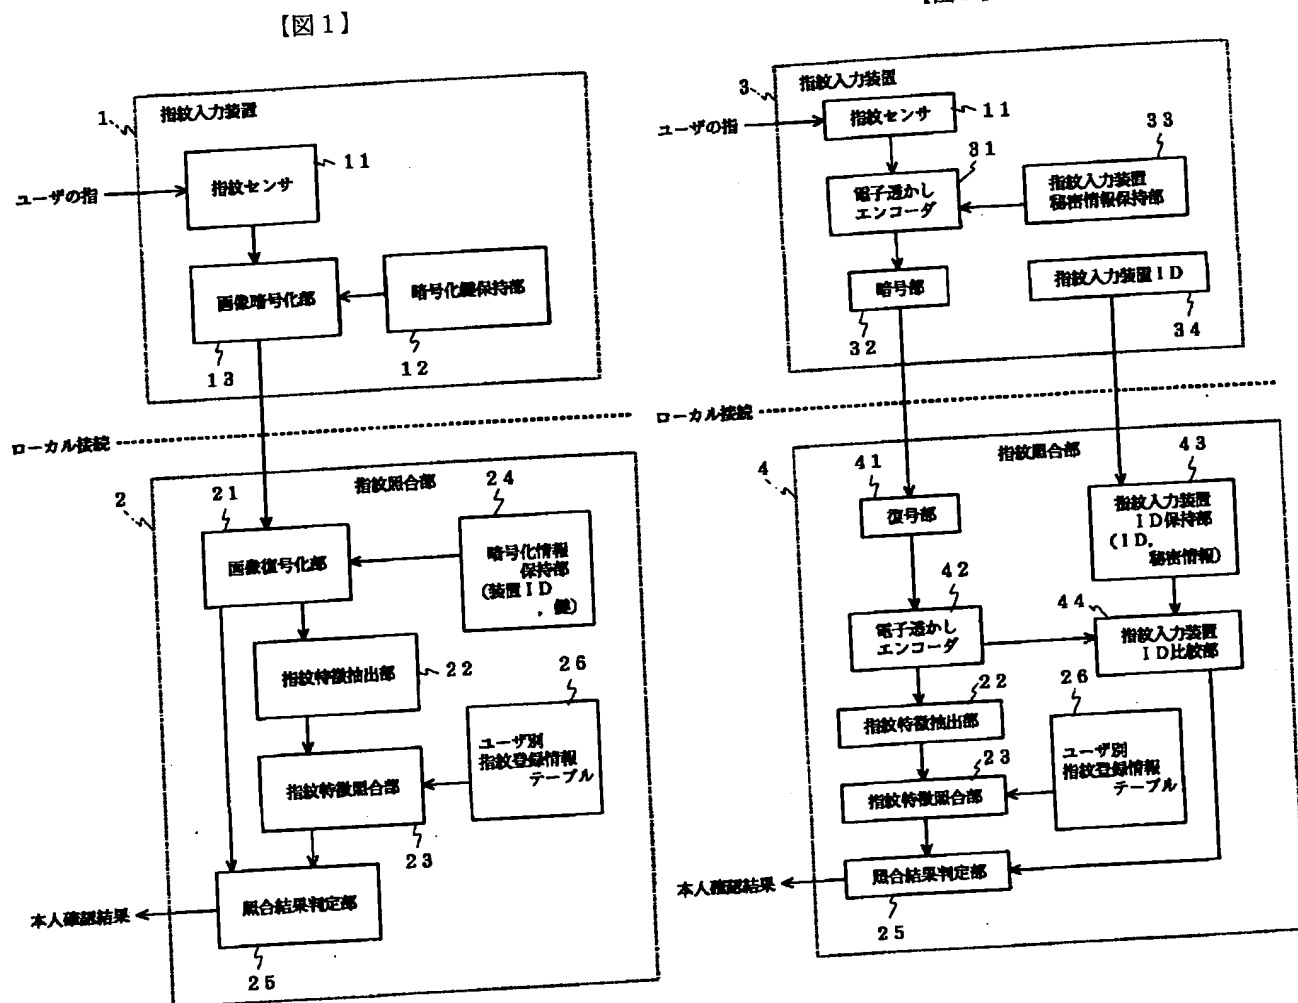 【図１】
1
指紋入力装置
11
ユーザの指
指紋センサ
画像暗号化部
暗号化鍵保持部
13
12
ローカル接続
指紋照合部
2
21
24
画像復号化部
暗号化情報
保持部
(装置ＩＤ
，鍵)
指紋特徴抽出部
22
26
ユーザ別
指紋登録情報
テーブル
指紋特徴照合部
23
本人確認結果
照合結果判定部
25
3
指紋入力装置
ユーザの指
指紋センサ
11
31
33
電子透かし
エンコーダ
指紋入力装置
秘密情報保持部
暗号部
指紋入力装置ＩＤ
32
34
ローカル接続
指紋照合部
4
41
43
復号部
指紋入力装置
ＩＤ保持部
(ＩＤ，
秘密情報)
42
44
電子透かし
エンコーダ
指紋入力装置
ＩＤ比較部
22
26
指紋特徴抽出部
ユーザ別
指紋登録情報
テーブル
23
指紋特徴照合部
本人確認結果
照合結果判定部
25